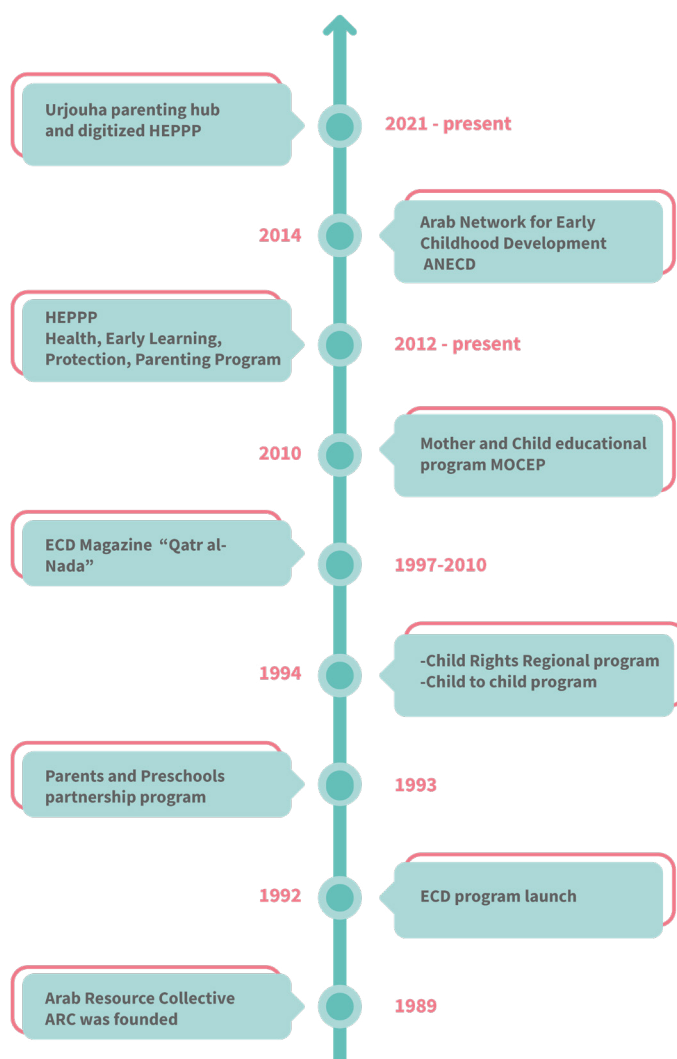 Urjouha parenting hub
and digitized HEPPP
2021 - present
2014
Arab Network for Early
Childhood Development
ANECD
HEPPP
Health, Early Learning,
Protection, Parenting Program
2012 - present
2010
Mother and Child educational
program MOCEP
ECD Magazine “Qatr al-
Nada”
1997-2010
1994
-Child Rights Regional program
-Child to child program
Parents and Preschools
partnership program
1993
1992
ECD program launch
Arab Resource Collective
ARC was founded
1989